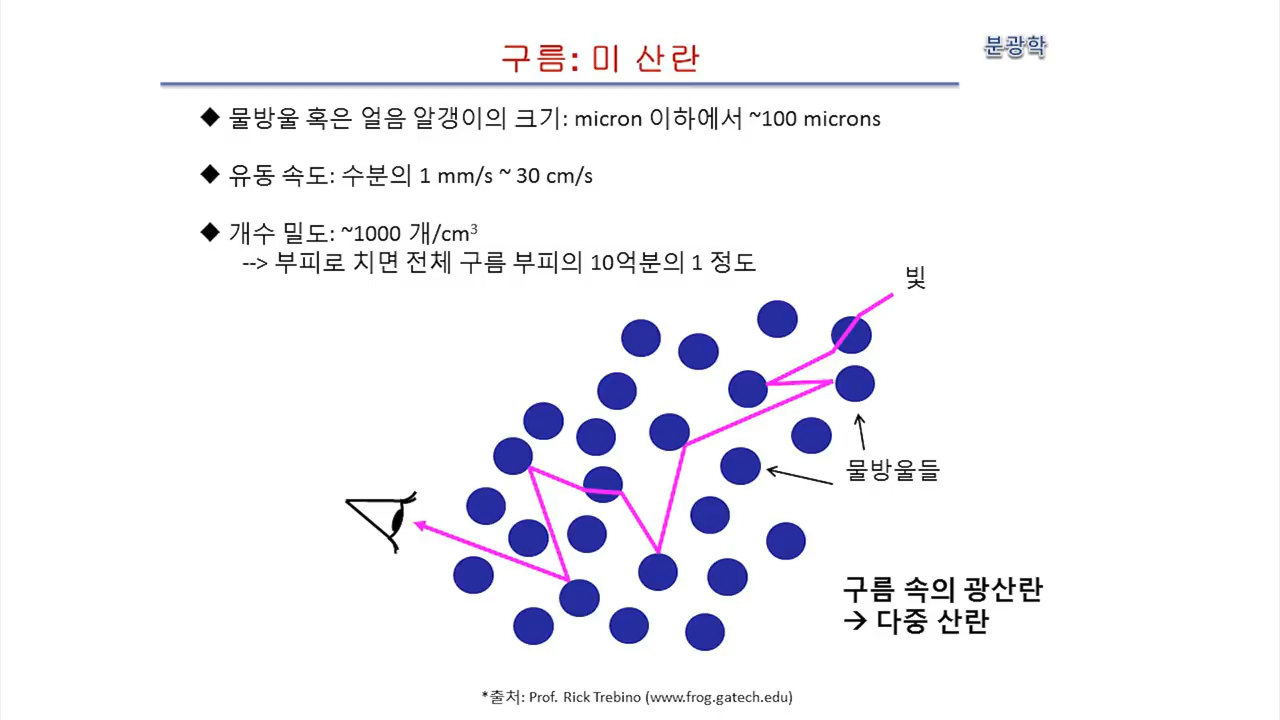 구름: 미 산란
분광학
◆ 물방울 혹은 얼음 알갱이의 크기: micron 이하에서 ~100 microns
◆ 유동 속도: 수분의 1 mm/s ~ 30 cm/s
◆ 개수 밀도: ~1000 개/cm³
--> 부피로 치면 전체 구름 부피의 10억분의 1 정도
빛
물방울들
구름 속의 광산란
→ 다중 산란
*출처: Prof. Rick Trebino (www.frog.gatech.edu)